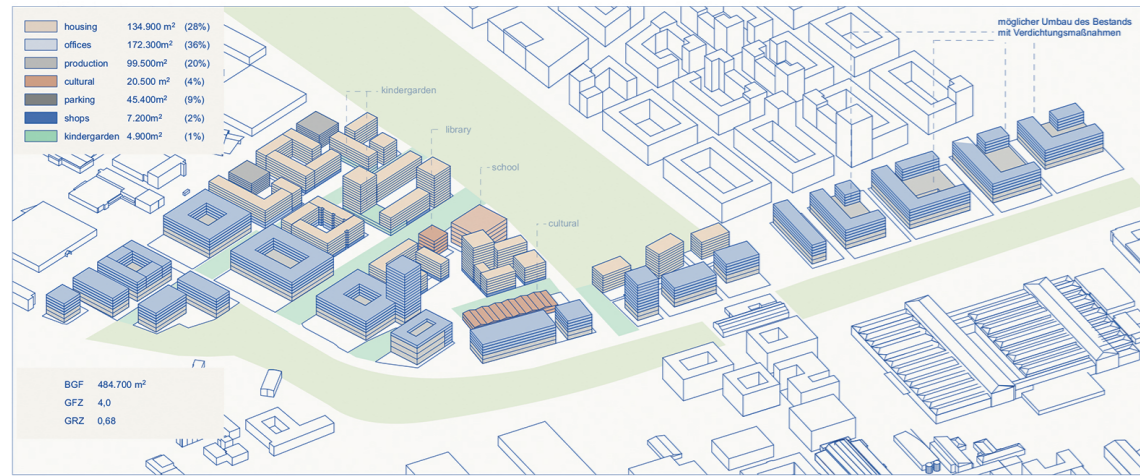 housing 134.900 m² (28%)
offices 172.300m² (36%)
production 99.500m² (20%)
cultural 20.500 m² (4%)
parking 45.400m² (9%)
shops 7.200m² (2%)
kindergarden 4.900m² (1%)
kindergarden
library
school
cultural
möglicher Umbau des Bestands
mit Verdichtungsmaßnahmen
BGF 484.700 m²
GFZ 4,0
GRZ 0,68